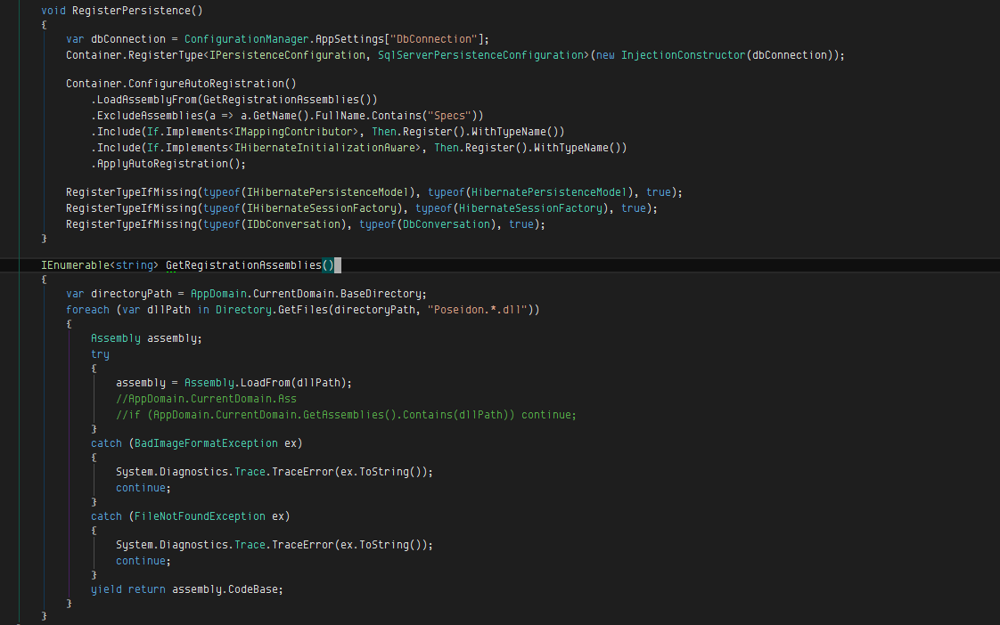 void RegisterPersistence()
{
    var dbConnection = ConfigurationManager.AppSettings["DbConnection"];
    Container.RegisterType<IPersistenceConfiguration, SqlServerPersistenceConfiguration>(new InjectionConstructor(dbConnection));

    Container.ConfigureAutoRegistration()
        .LoadAssemblyFrom(GetRegistrationAssemblies())
        .ExcludeAssemblies(a => a.GetName().FullName.Contains("Specs"))
        .Include(If.Implements<IMappingContributor>, Then.Register().WithTypeName())
        .Include(If.Implements<IHibernateInitializationAware>, Then.Register().WithTypeName())
        .ApplyAutoRegistration();

    RegisterTypeIfMissing(typeof(IHibernatePersistenceModel), typeof(HibernatePersistenceModel), true);
    RegisterTypeIfMissing(typeof(IHibernateSessionFactory), typeof(HibernateSessionFactory), true);
    RegisterTypeIfMissing(typeof(IDbConversation), typeof(DbConversation), true);
}

IEnumerable<string> GetRegistrationAssemblies()
{
    var directoryPath = AppDomain.CurrentDomain.BaseDirectory;
    foreach (var dllPath in Directory.GetFiles(directoryPath, "Poseidon.*.dll"))
    {
        Assembly assembly;
        try
        {
            assembly = Assembly.LoadFrom(dllPath);
            //AppDomain.CurrentDomain.Ass
            //if (AppDomain.CurrentDomain.GetAssemblies().Contains(dllPath)) continue;
        }
        catch (BadImageFormatException ex)
        {
            System.Diagnostics.Trace.TraceError(ex.ToString());
            continue;
        }
        catch (FileNotFoundException ex)
        {
            System.Diagnostics.Trace.TraceError(ex.ToString());
            continue;
        }
        yield return assembly.CodeBase;
    }
}